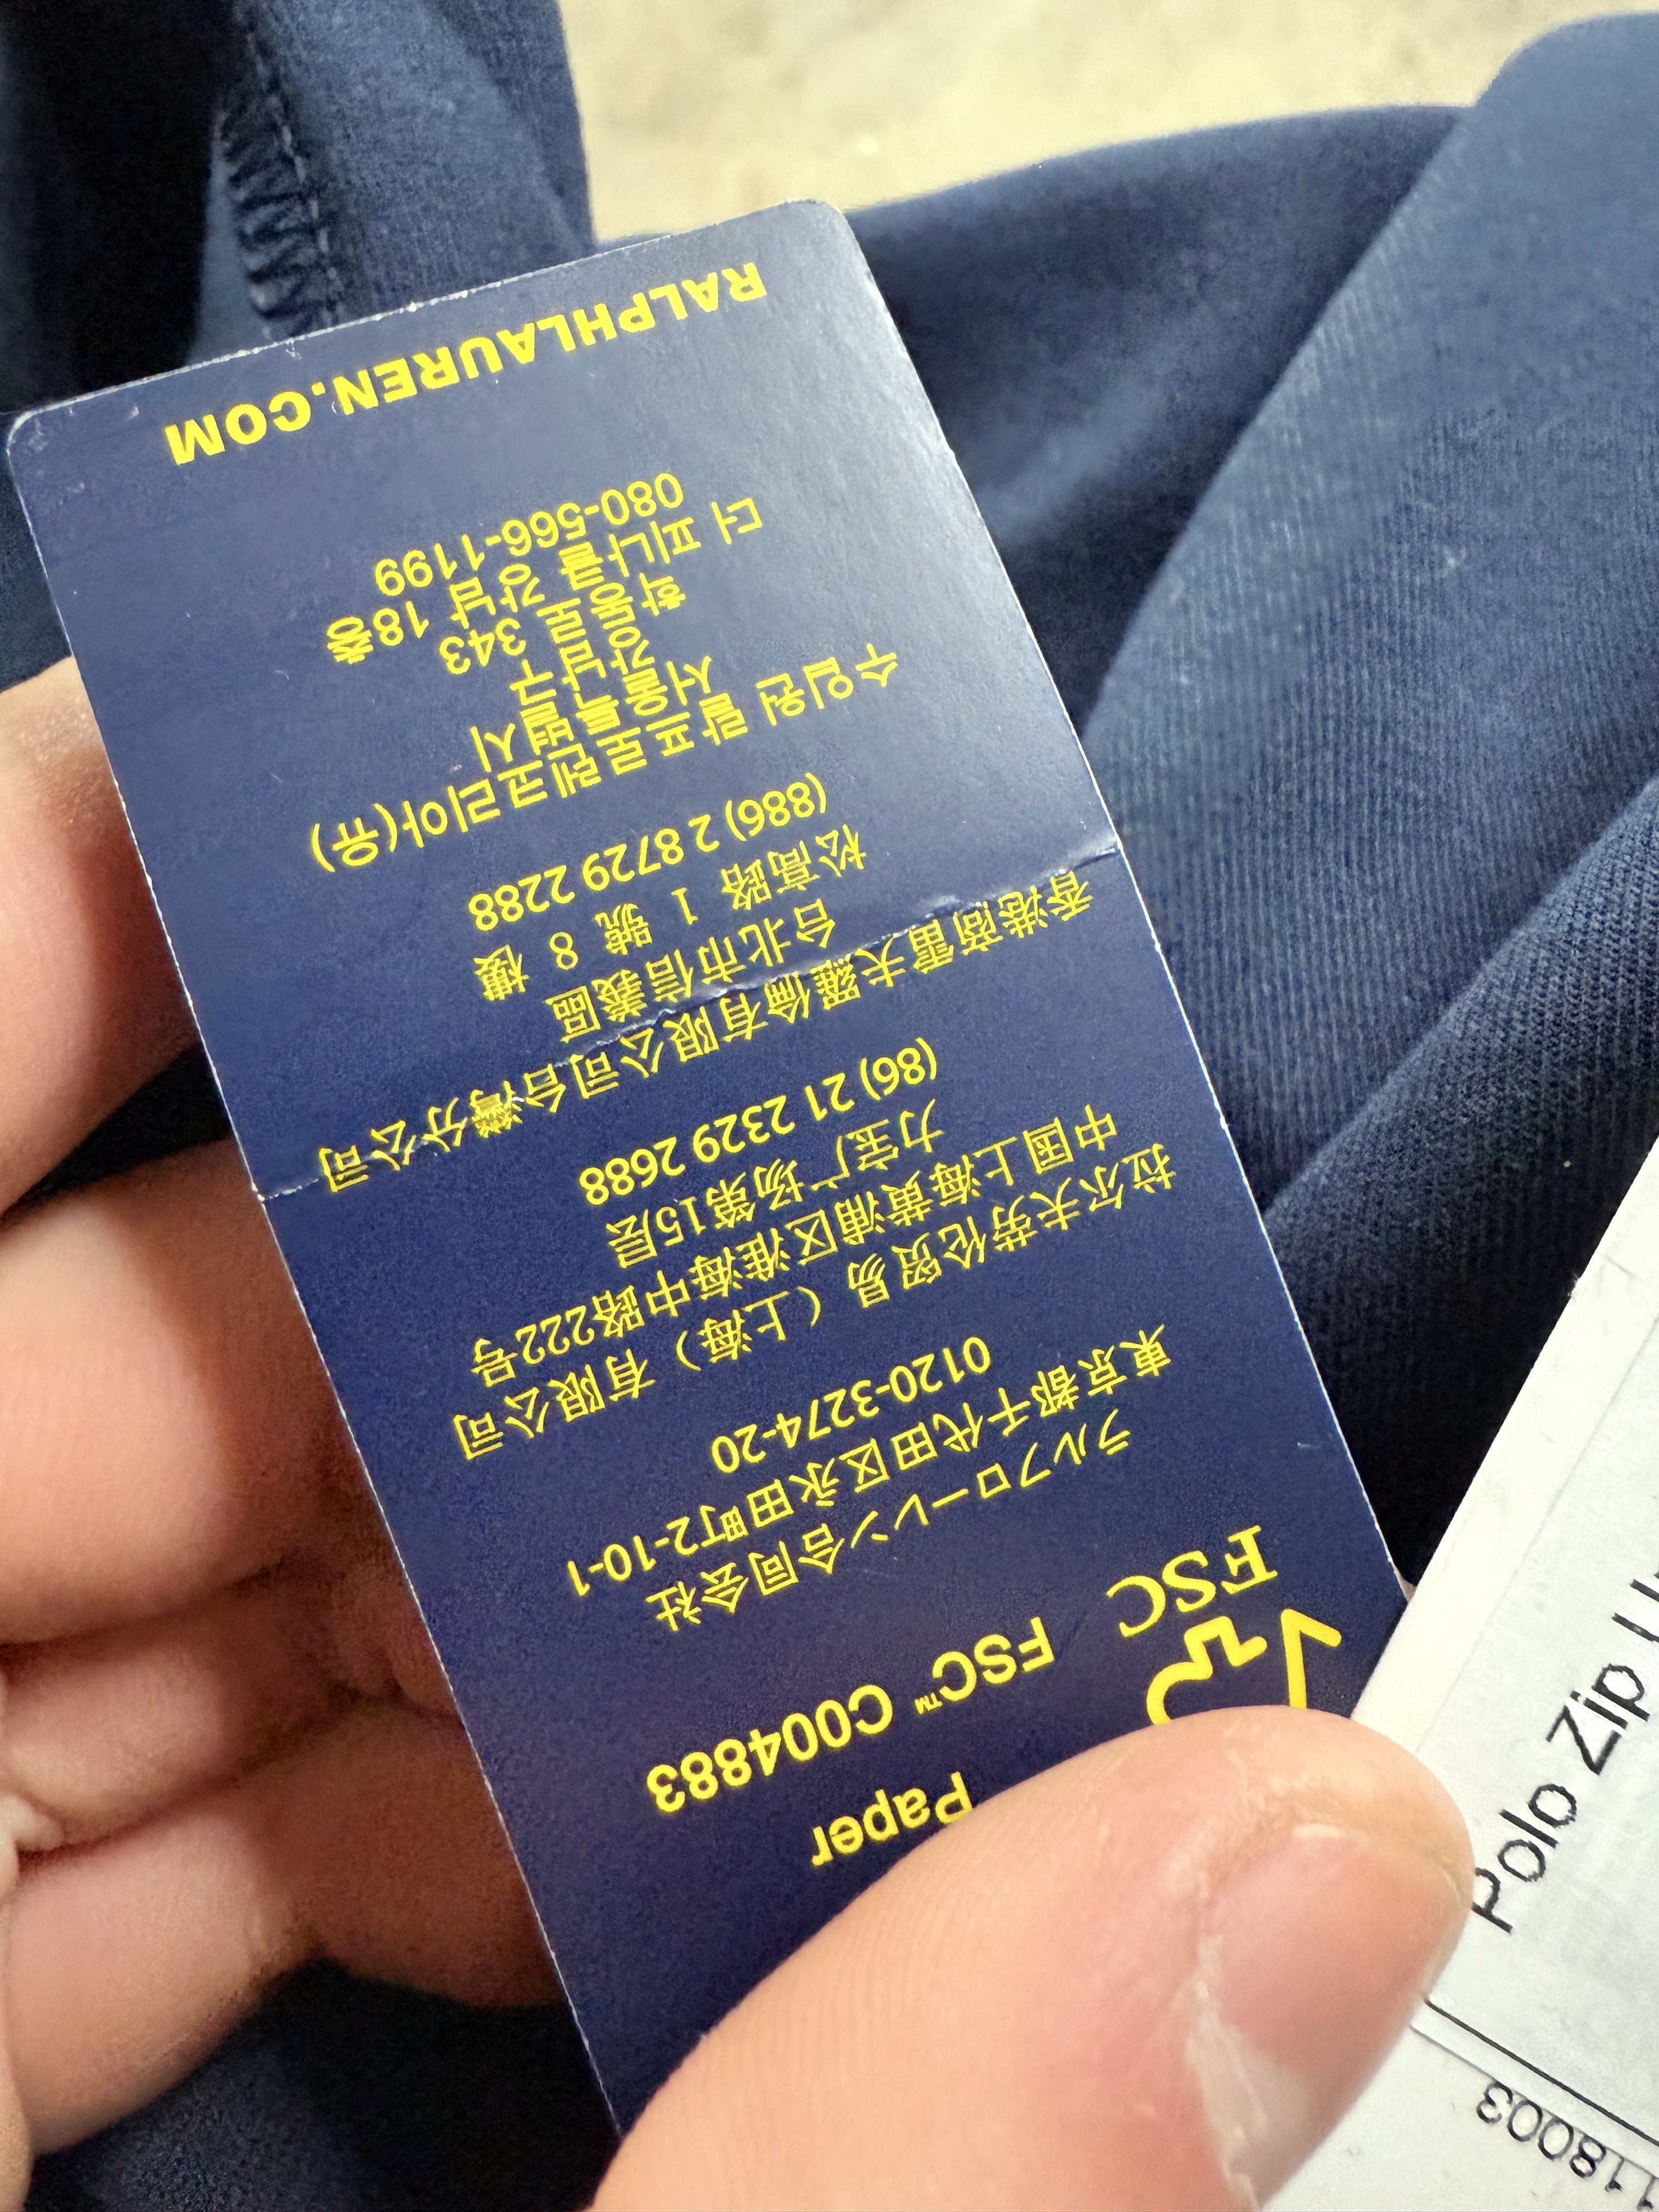 Paper
FSC™ C004883
FSC
ラルフローレン合同会社
東京都千代田区永田町2-10-1
0120-3274-20
拉尔夫劳伦贸易（上海）有限公司
中国上海黄浦区淮海中路222号
力宝广场第15层
(86) 21 2329 2688
香港商雷夫羅倫有限公司台灣分公司
台北市信義區
松高路 1 號 8 樓
(886) 2 8729 2288
수입원 랄프로렌코리아(유)
서울특별시
강남구
학동로 343
더 피나클 강남 18층
080-566-1199
RALPHLAUREN.COM
Polo Zip
118003